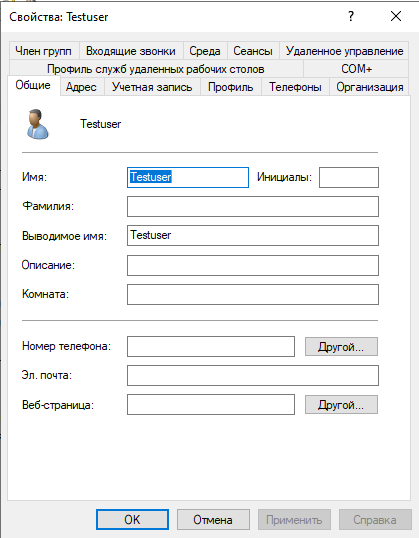 Свойства: Testuser
Член групп Входящие звонки Среда Сеансы Удаленное управление
Профиль служб удаленных рабочих столов COM+
Общие Адрес Учетная запись Профиль Телефоны Организация
Testuser
Имя: Testuser Инициалы:
Фамилия:
Выводимое имя: Testuser
Описание:
Комната:
Номер телефона: Другой...
Эл. почта:
Веб-страница: Другой...
OK Отмена Применить Справка